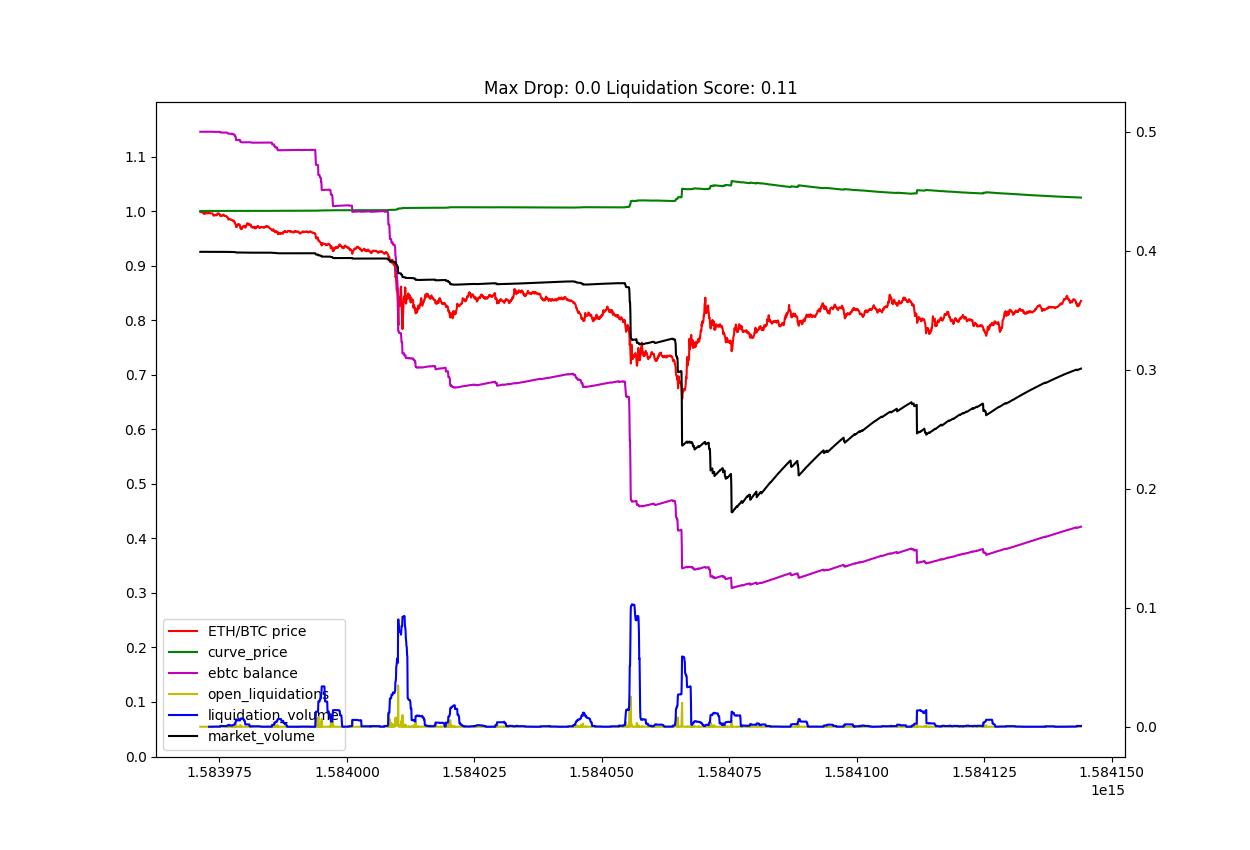 Max Drop: 0.0 Liquidation Score: 0.11
1.1
1.0
0.9
0.8
0.7
0.6
0.5
0.4
0.3
0.2
0.1
0.0
0.5
0.4
0.3
0.2
0.1
0.0
ETH/BTC price
curve_price
ebtc balance
open_liquidations
liquidation_volume
market_volume
1.583975 1.584000 1.584025 1.584050 1.584075 1.584100 1.584125 1.584150
1e15